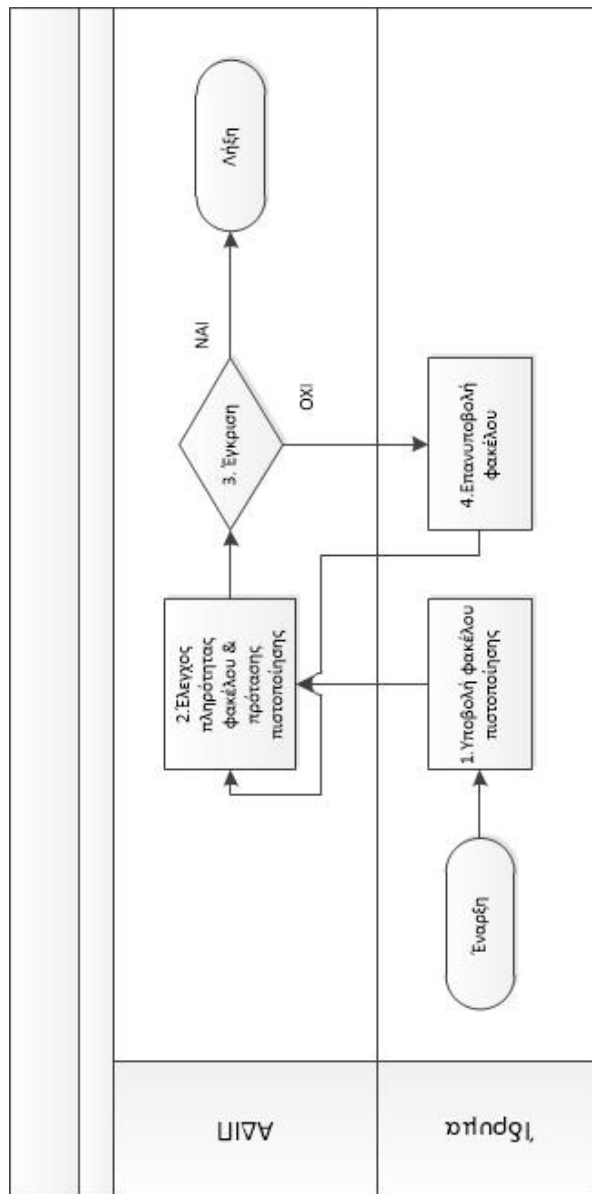 ΑΔΙΠ
2.Έλεγχος
πληρότητας
φακέλου &
πρότασης
πιστοποίησης
3. Έγκριση
ΝΑΙ
ΟΧΙ
Λήξη
Ίδρυμα
Έναρξη
1.Υποβολή φακέλου
πιστοποίησης
4.Επανυποβολή
φακέλου